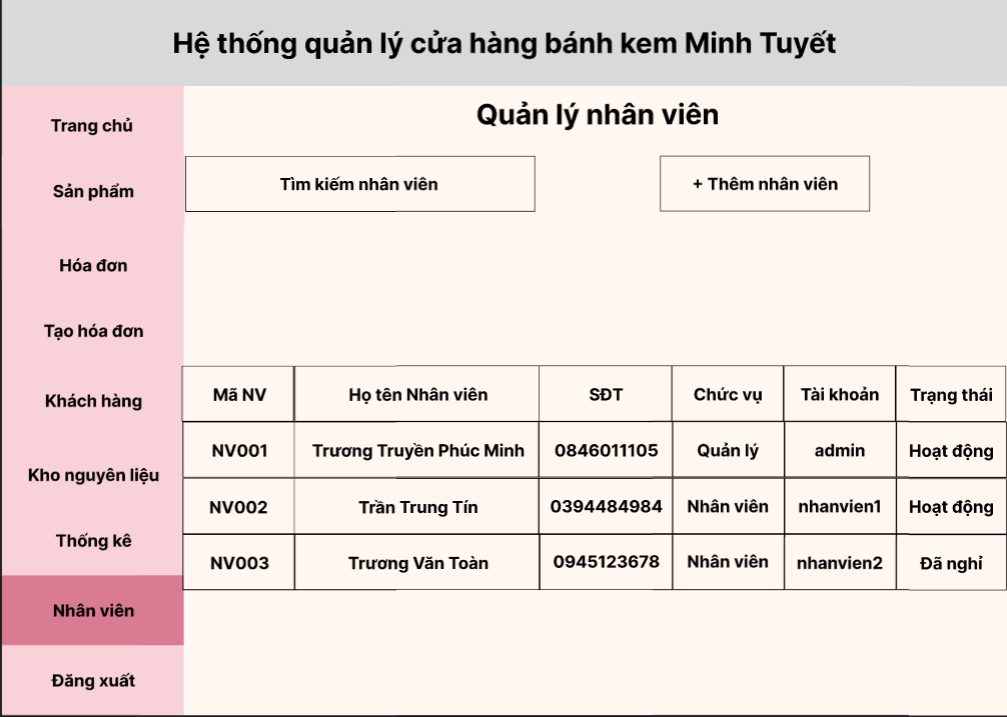 Hệ thống quản lý cửa hàng bánh kem Minh Tuyết
Trang chủ
Sản phẩm
Hóa đơn
Tạo hóa đơn
Khách hàng
Kho nguyên liệu
Thống kê
Nhân viên
Đăng xuất
Quản lý nhân viên
Tìm kiếm nhân viên
+ Thêm nhân viên
Mã NV Họ tên Nhân viên SĐT Chức vụ Tài khoản Trạng thái
NV001 Trương Truyền Phúc Minh 0846011105 Quản lý admin Hoạt động
NV002 Trần Trung Tín 0394484984 Nhân viên nhanvien1 Hoạt động
NV003 Trương Văn Toàn 0945123678 Nhân viên nhanvien2 Đã nghỉ